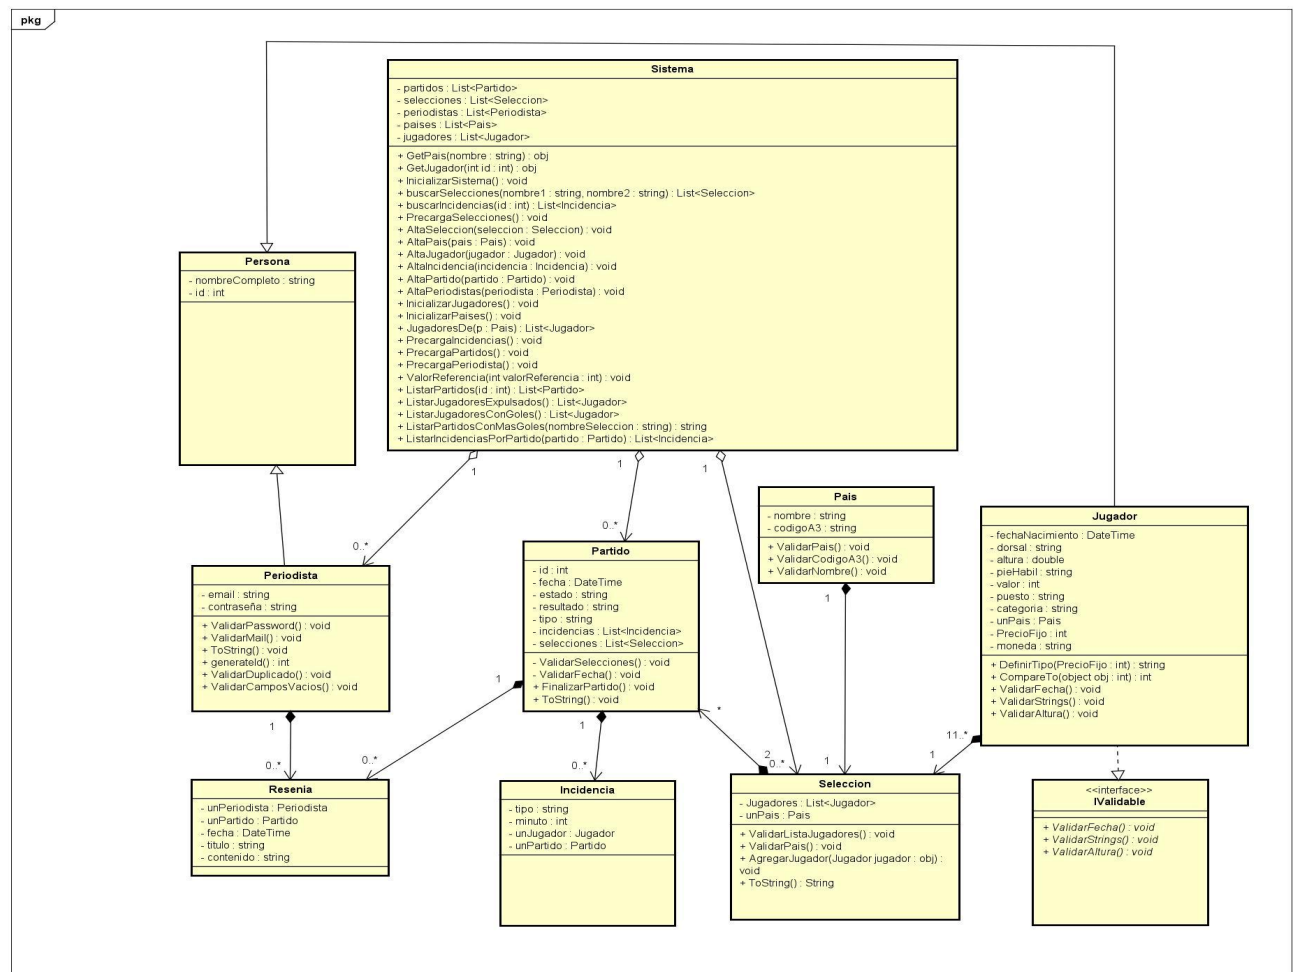 pkg
Sistema
- partidos : List<Partido>
- selecciones : List<Seleccion>
- periodistas : List<Periodista>
- paises : List<Pais>
- jugadores : List<Jugador>
+ GetPais(nombre : string) : obj
+ GetJugador(int id : int) : obj
+ InicializarSistema() : void
+ buscarSelecciones(nombre1 : string, nombre2 : string) : List<Seleccion>
+ buscarIncidencias(id : int) : List<Incidencia>
+ PrecargaSelecciones() : void
+ AltaSeleccion(seleccion : Seleccion) : void
+ AltaPais(pais : Pais) : void
+ AltaJugador(jugador : Jugador) : void
+ AltaIncidencia(incidencia : Incidencia) : void
+ AltaPartido(partido : Partido) : void
+ AltaPeriodistas(periodista : Periodista) : void
+ InicializarJugadores() : void
+ InicializarPaises() : void
+ JugadoresDe(p : Pais) : List<Jugador>
+ PrecargaIncidencias() : void
+ PrecargaPartidos() : void
+ PrecargaPeriodista() : void
+ ValorReferencia(int valorReferencia : int) : void
+ ListarPartidos(id : int) : List<Partido>
+ ListarJugadoresExpulsados() : List<Jugador>
+ ListarJugadoresConGoles() : List<Jugador>
+ ListarPartidosConMasGoles(nombreSeleccion : string) : string
+ ListarIncidenciasPorPartido(partido : Partido) : List<Incidencia>
Persona
- nombreCompleto : string
- id : int
1
1
1
0..*
0..*
Pais
- nombre : string
- codigoA3 : string
+ ValidarPais() : void
+ ValidarCodigoA3() : void
+ ValidarNombre() : void
1
Jugador
- fechaNacimiento : DateTime
- dorsal : string
- altura : double
- pieHabil : string
- valor : int
- puesto : string
- categoria : string
- unPais : Pais
- PrecioFijo : int
- moneda : string
+ DefinirTipo(PrecioFijo : int) : string
+ CompareTo(object obj : int) : int
+ ValidarFecha() : void
+ ValidarStrings() : void
+ ValidarAltura() : void
Partido
- id : int
- fecha : DateTime
- estado : string
- resultado : string
- tipo : string
- incidencias : List<Incidencia>
- selecciones : List<Seleccion>
- ValidarSelecciones() : void
- ValidarFecha() : void
+ FinalizarPartido() : void
+ ToString() : void
Periodista
- email : string
- contraseña : string
+ ValidarPassword() : void
+ ValidarMail() : void
+ ToString() : void
+ generateId() : int
+ ValidarDuplicado() : void
+ ValidarCamposVacios() : void
1
1
1
*
11..*
0..*
0..*
0..*
2
0..*
1
1
Resenia
- unPeriodista : Periodista
- unPartido : Partido
- fecha : DateTime
- titulo : string
- contenido : string
Incidencia
- tipo : string
- minuto : int
- unJugador : Jugador
- unPartido : Partido
Seleccion
- Jugadores : List<Jugador>
- unPais : Pais
+ ValidarListaJugadores() : void
+ ValidarPais() : void
+ AgregarJugador(Jugador jugador : obj) :
void
+ ToString() : String
<<interface>>
IValidable
+ ValidarFecha() : void
+ ValidarStrings() : void
+ ValidarAltura() : void